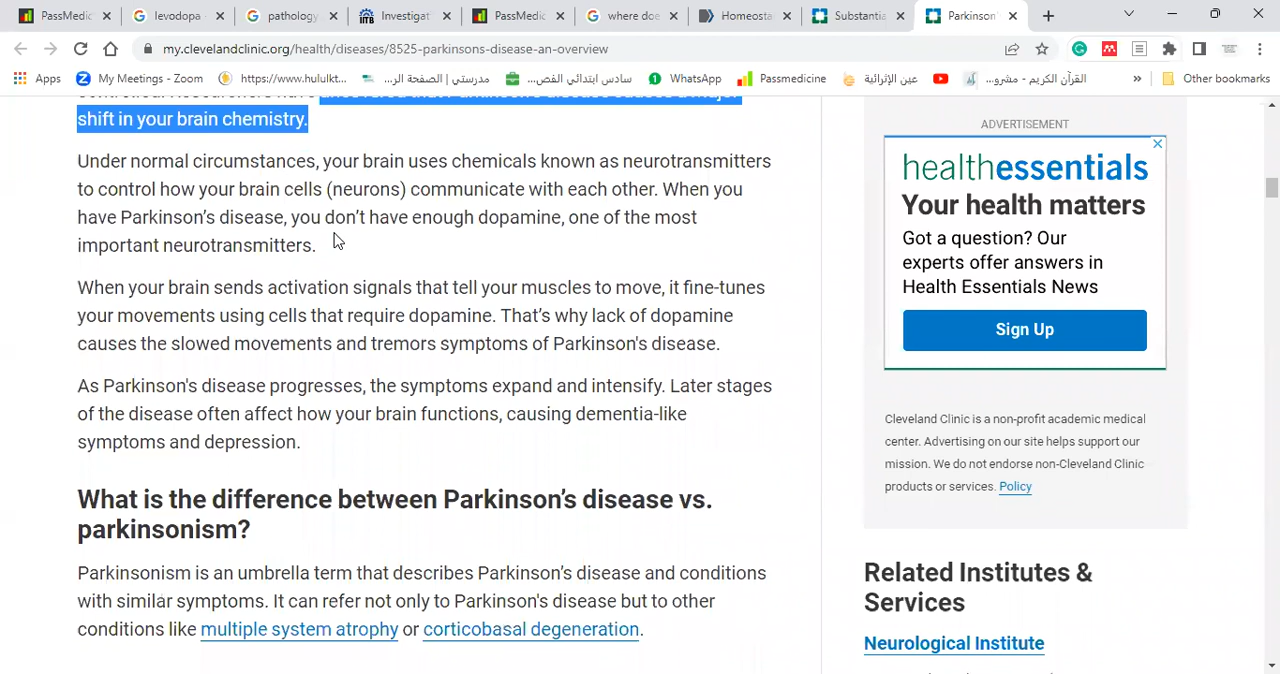 PassMedic
levodopa -
pathology
Investigat
PassMedic
where doe
Homeosta
Substantia
Parkinson'
my.clevelandclinic.org/health/diseases/8525-parkinsons-disease-an-overview
Apps
My Meetings - Zoom
https://www.hululkt...
مدرستي | الصفحة الر...
سادس ابتدائي الفص...
WhatsApp
Passmedicine
عين الإثرائية
القرآن الكريم - مشرو...
»
Other bookmarks
shift in your brain chemistry.
Under normal circumstances, your brain uses chemicals known as neurotransmitters
to control how your brain cells (neurons) communicate with each other. When you
have Parkinson’s disease, you don’t have enough dopamine, one of the most
important neurotransmitters.
When your brain sends activation signals that tell your muscles to move, it fine-tunes
your movements using cells that require dopamine. That’s why lack of dopamine
causes the slowed movements and tremors symptoms of Parkinson's disease.
As Parkinson's disease progresses, the symptoms expand and intensify. Later stages
of the disease often affect how your brain functions, causing dementia-like
symptoms and depression.
What is the difference between Parkinson’s disease vs.
parkinsonism?
Parkinsonism is an umbrella term that describes Parkinson’s disease and conditions
with similar symptoms. It can refer not only to Parkinson's disease but to other
conditions like multiple system atrophy or corticobasal degeneration.
ADVERTISEMENT
healthessentials
Your health matters
Got a question? Our
experts offer answers in
Health Essentials News
Sign Up
Cleveland Clinic is a non-profit academic medical
center. Advertising on our site helps support our
mission. We do not endorse non-Cleveland Clinic
products or services. Policy
Related Institutes &
Services
Neurological Institute